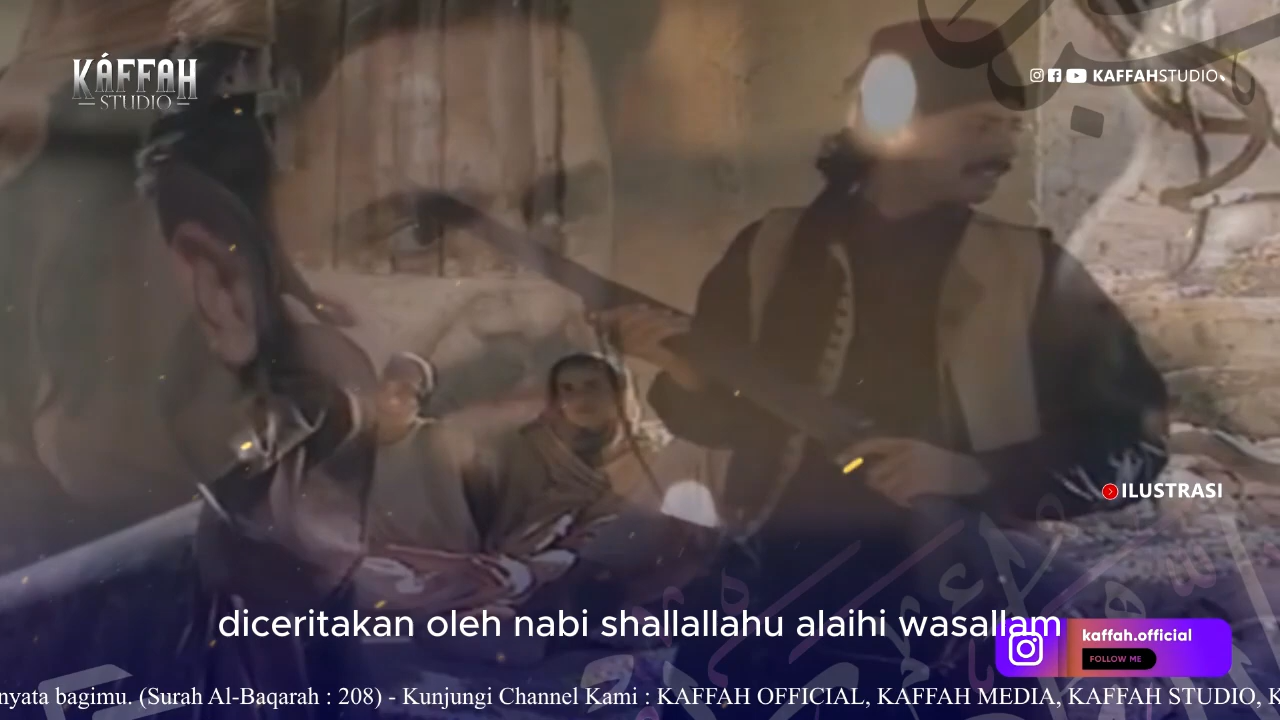 KÁFFAH
STUDIO
KAFFAHSTUDIO
ILUSTRASI
diceritakan oleh nabi shallallahu alaihi wasallam
kaffah.official
FOLLOW ME
nyata bagimu. (Surah Al-Baqarah : 208) - Kunjungi Channel Kami : KAFFAH OFFICIAL, KAFFAH MEDIA, KAFFAH STUDIO, K